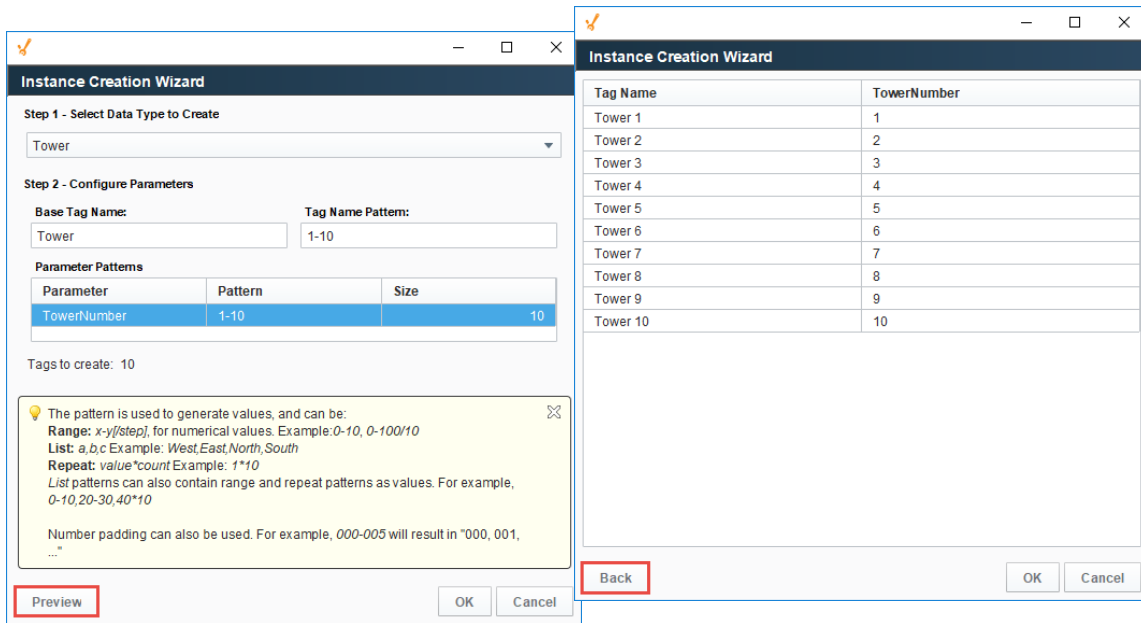 Instance Creation Wizard
Step 1 - Select Data Type to Create
Tower
Step 2 - Configure Parameters
Base Tag Name: Tag Name Pattern:
Tower 1-10
Parameter Patterns
Parameter Pattern Size
TowerNumber 1-10 10
Tags to create: 10
The pattern is used to generate values, and can be:
Range: x-y[/step], for numerical values. Example:0-10, 0-100/10
List: a,b,c Example: West,East,North,South
Repeat: value*count Example: 1*10
List patterns can also contain range and repeat patterns as values. For example,
0-10,20-30,40*10
Number padding can also be used. For example, 000-005 will result in "000, 001,
..."
Preview OK Cancel
Instance Creation Wizard
Tag Name TowerNumber
Tower 1 1
Tower 2 2
Tower 3 3
Tower 4 4
Tower 5 5
Tower 6 6
Tower 7 7
Tower 8 8
Tower 9 9
Tower 10 10
Back OK Cancel